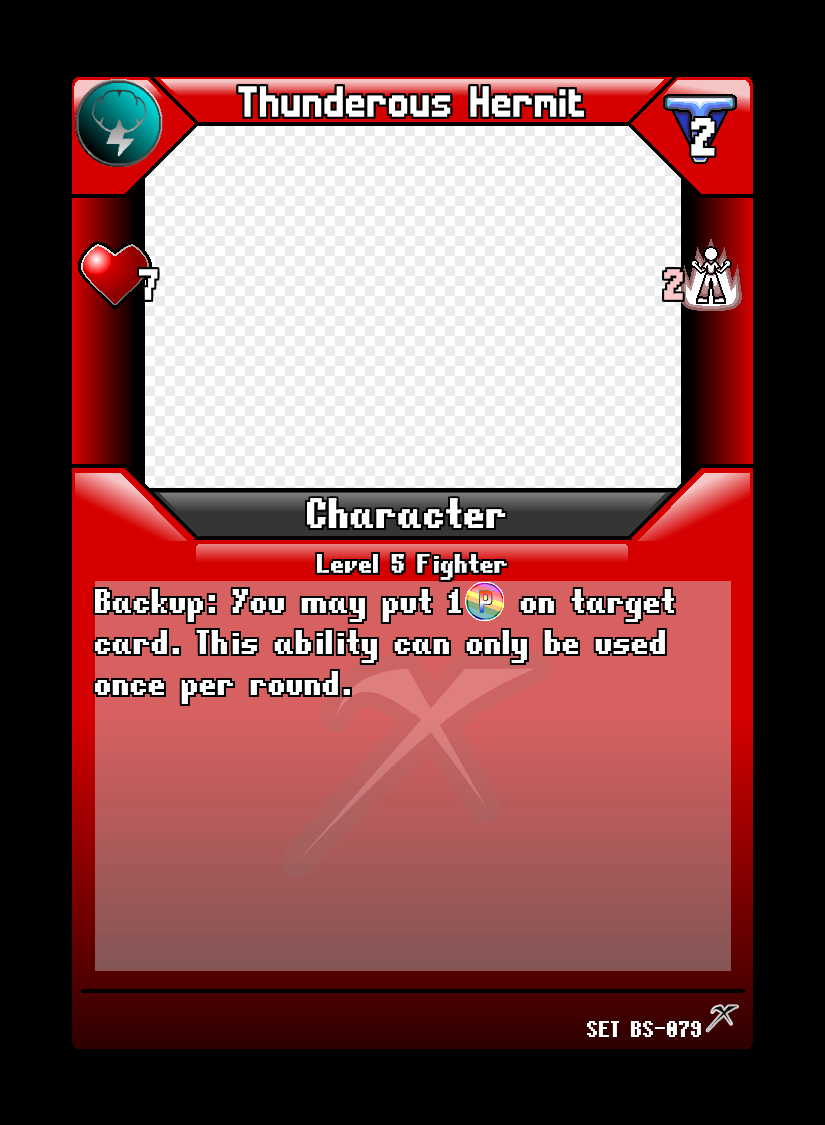 Thunderous Hermit
2
7
2
Character
Level 5 Fighter
Backup: You may put 1 P on target
card. This ability can only be used
once per round.
SET BS-079